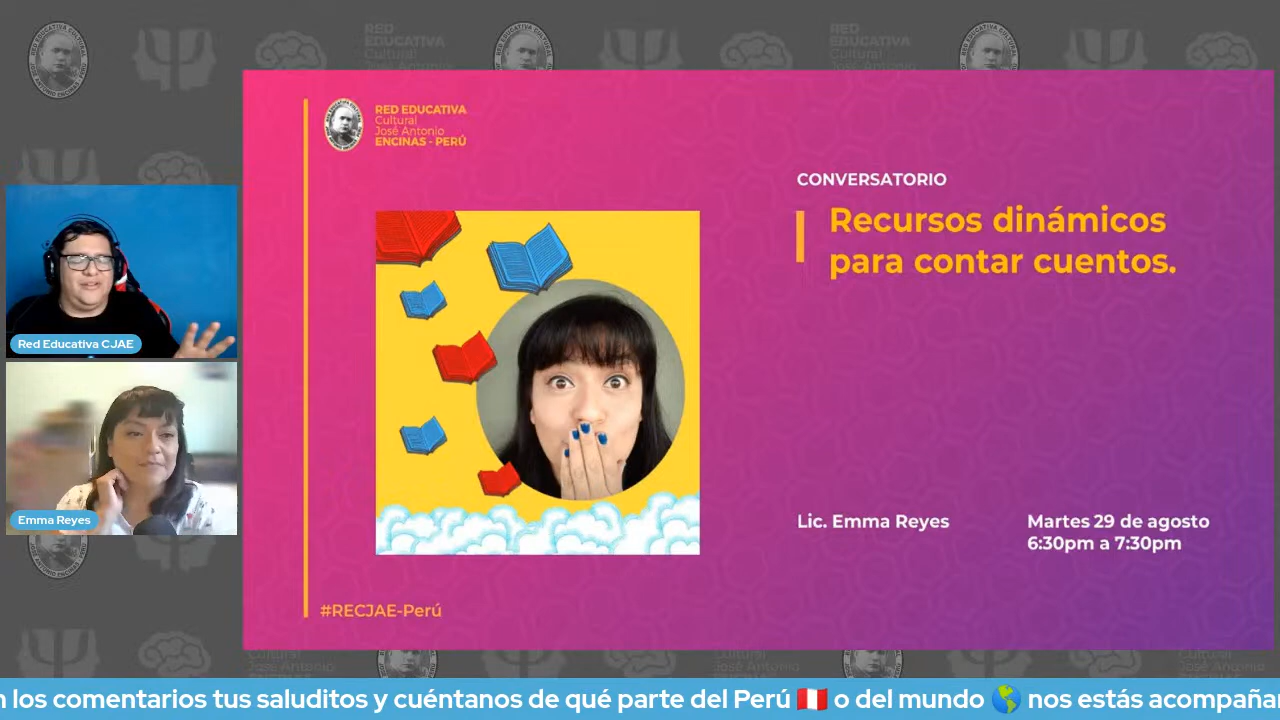 RED EDUCATIVA
Cultural
José Antonio
ENCINAS - PERÚ
CONVERSATORIO
Recursos dinámicos
para contar cuentos.
Red Educativa CJAE
Emma Reyes
Lic. Emma Reyes
Martes 29 de agosto
6:30pm a 7:30pm
#RECJAE-Perú
los comentarios tus saluditos y cuéntanos de qué parte del Perú 🇵🇪 o del mundo 🌎 nos estás